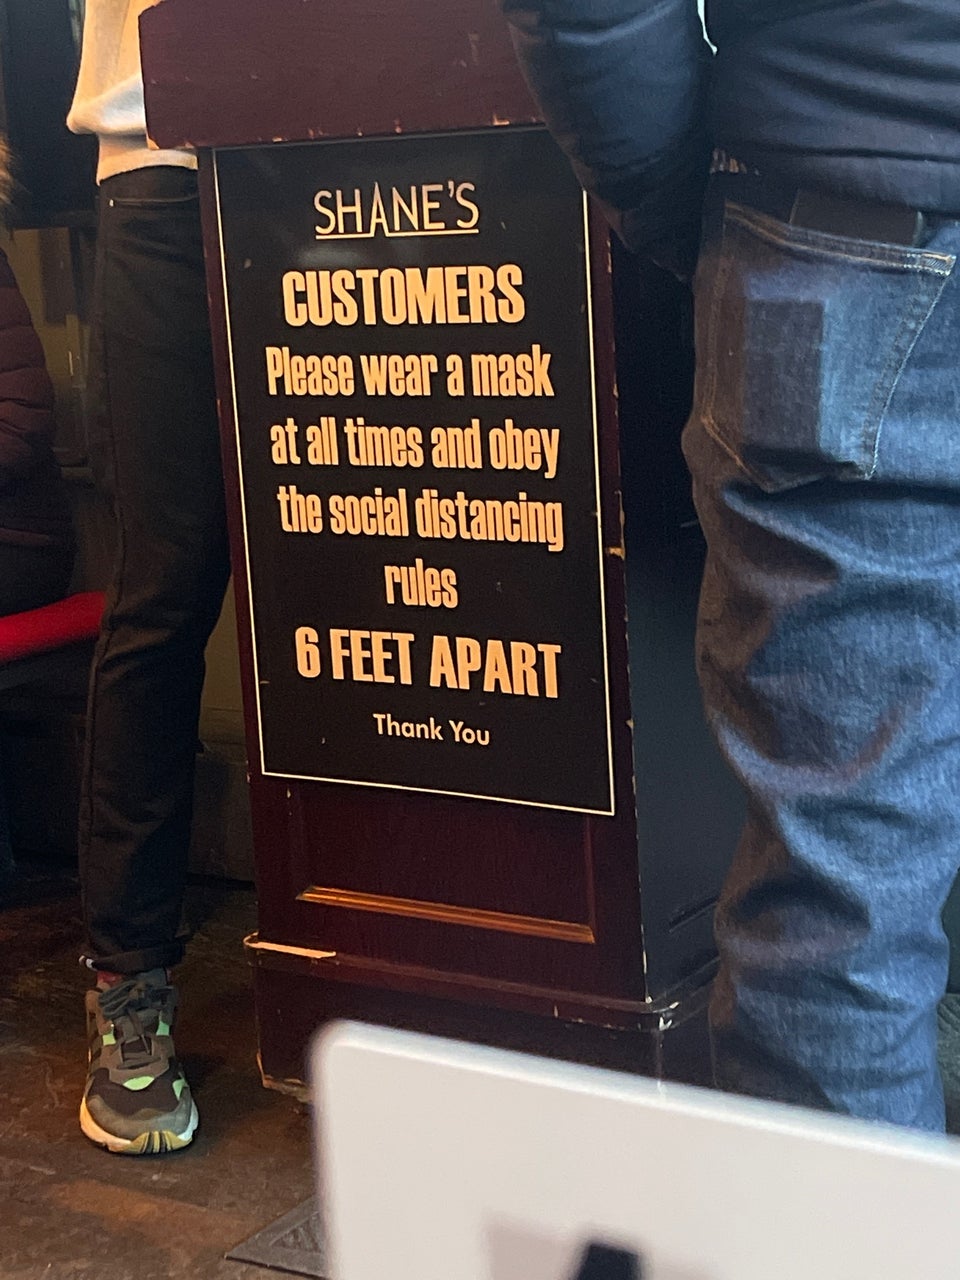 SHANE'S
CUSTOMERS
Please wear a mask
at all times and obey
the social distancing
rules
6 FEET APART
Thank You